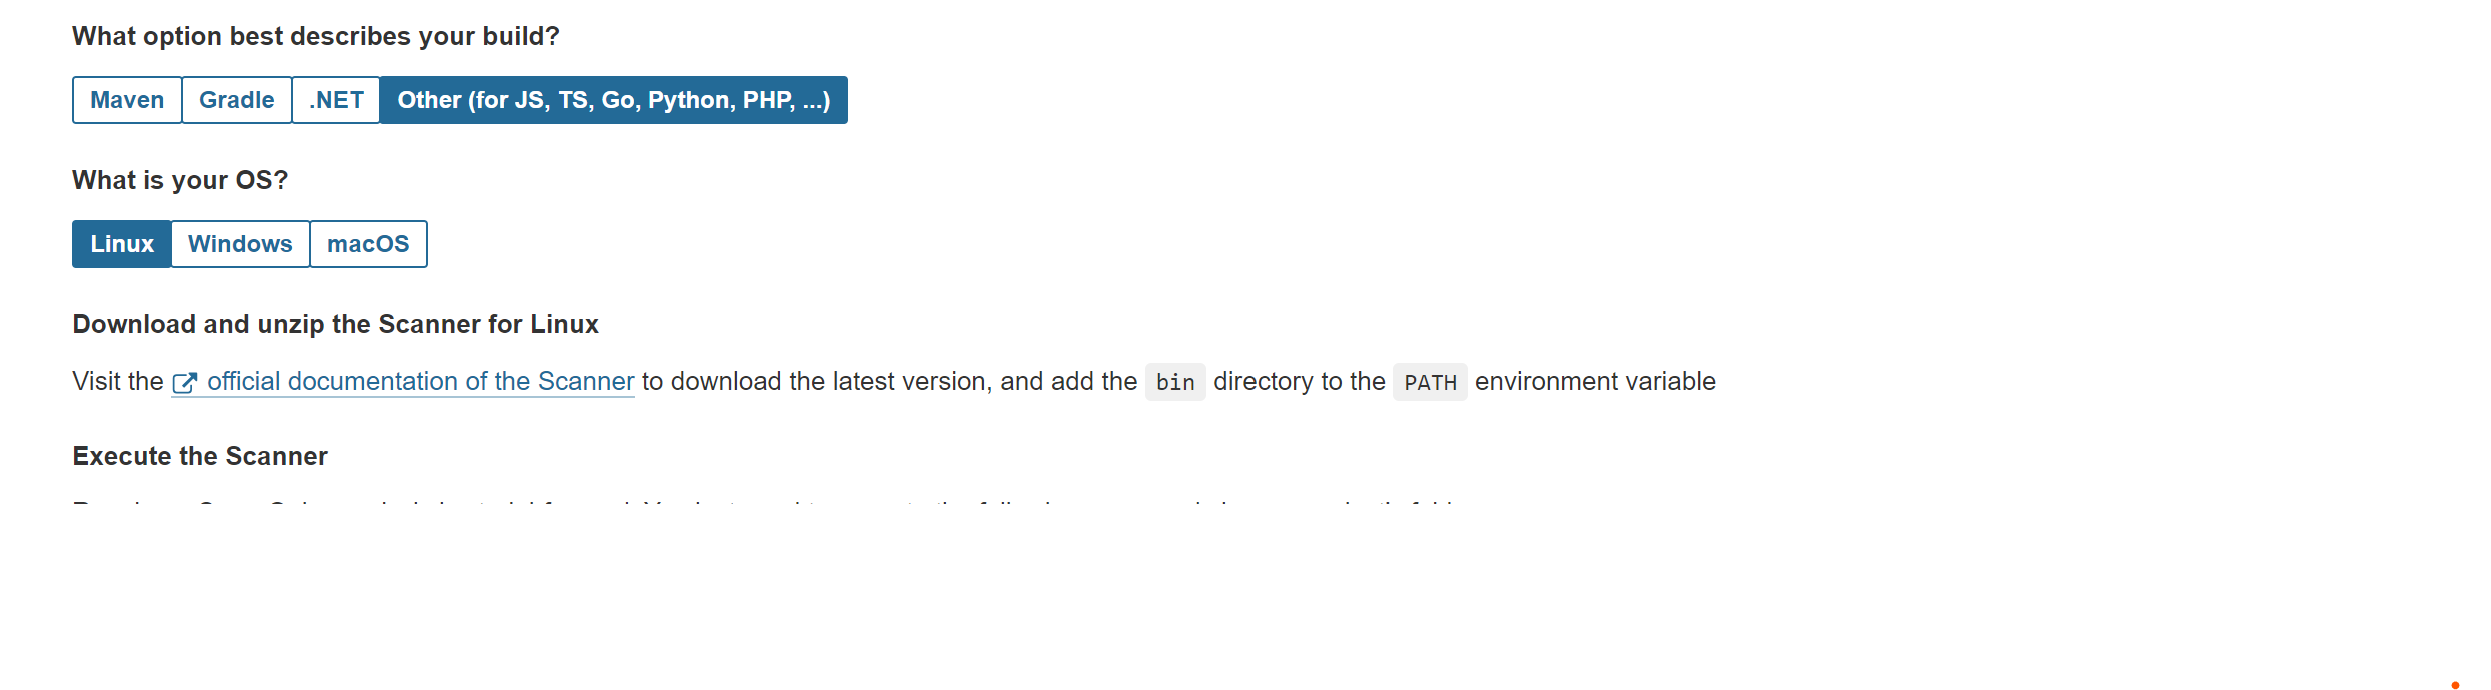 What option best describes your build?
Maven Gradle .NET Other (for JS, TS, Go, Python, PHP, ...)
What is your OS?
Linux Windows macOS
Download and unzip the Scanner for Linux
Visit the official documentation of the Scanner to download the latest version, and add the bin directory to the PATH environment variable
Execute the Scanner